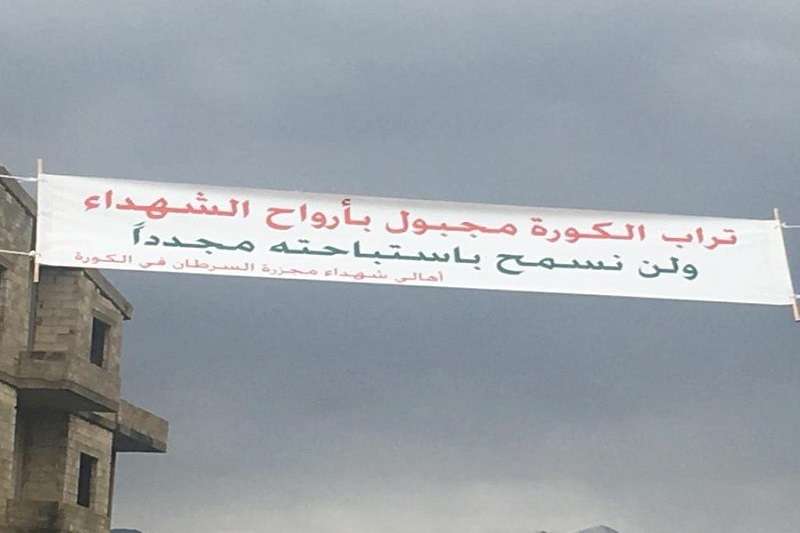 تراب الكورة مجبول بأرواح الشهداء
ولن نسمح باستباحته مجدداً
أهالي شهداء مجزرة السرطان في الكورة